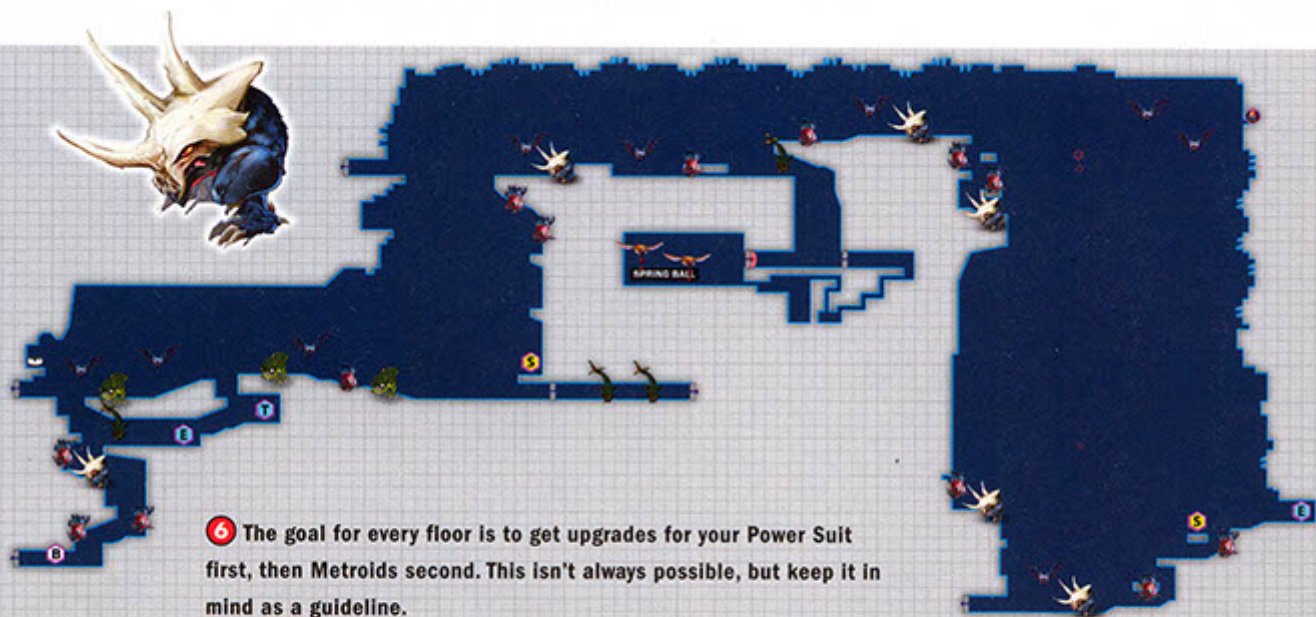 SPRING BALL
S
T
E
B
S
E
6 The goal for every floor is to get upgrades for your Power Suit
first, then Metroids second. This isn't always possible, but keep it in
mind as a guideline.